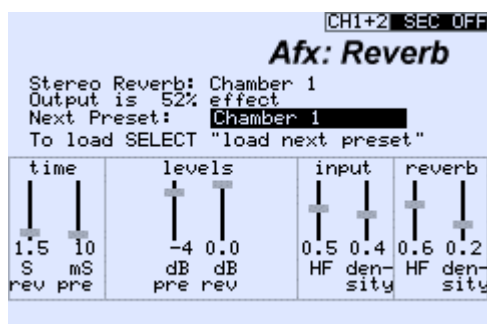 CH1+2 SEC OFF
Afx: Reverb
Stereo Reverb: Chamber 1
Output is 52% effect
Next Preset: Chamber 1
To load SELECT "load next preset"
time levels input reverb
1.5 10 -4 0.0 0.5 0.4 0.6 0.2
S mS dB dB HF den- HF den-
rev pre pre rev sity sity